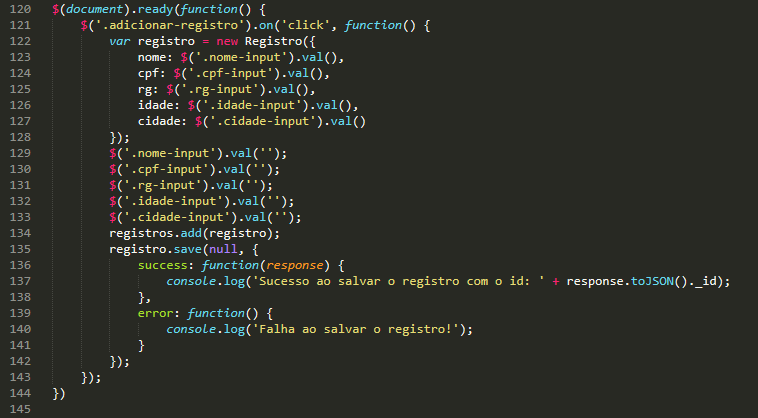 120 $(document).ready(function() {
121     $('.adicionar-registro').on('click', function() {
122         var registro = new Registro({
123             nome: $('.nome-input').val(),
124             cpf: $('.cpf-input').val(),
125             rg: $('.rg-input').val(),
126             idade: $('.idade-input').val(),
127             cidade: $('.cidade-input').val()
128         });
129         $('.nome-input').val('');
130         $('.cpf-input').val('');
131         $('.rg-input').val('');
132         $('.idade-input').val('');
133         $('.cidade-input').val('');
134         registros.add(registro);
135         registro.save(null, {
136             success: function(response) {
137                 console.log('Sucesso ao salvar o registro com o id: ' + response.toJSON()._id);
138             },
139             error: function() {
140                 console.log('Falha ao salvar o registro!');
141             }
142         });
143     });
144 })
145